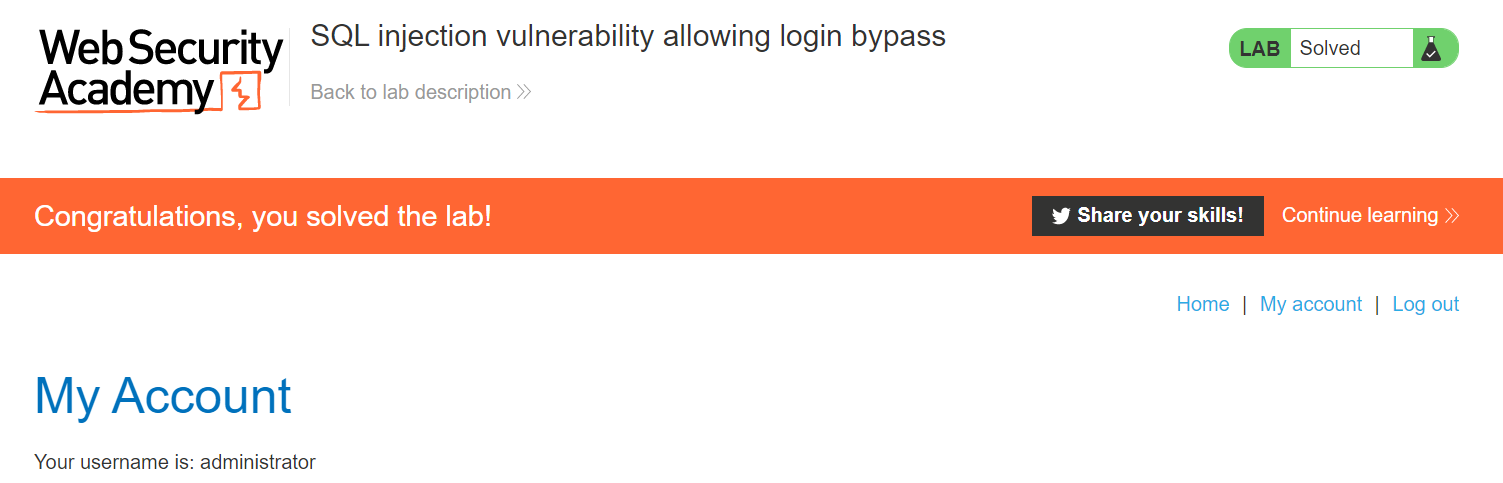 Web Security
Academy
SQL injection vulnerability allowing login bypass
Back to lab description
LAB Solved
Congratulations, you solved the lab!
Share your skills!
Continue learning
Home | My account | Log out
My Account
Your username is: administrator